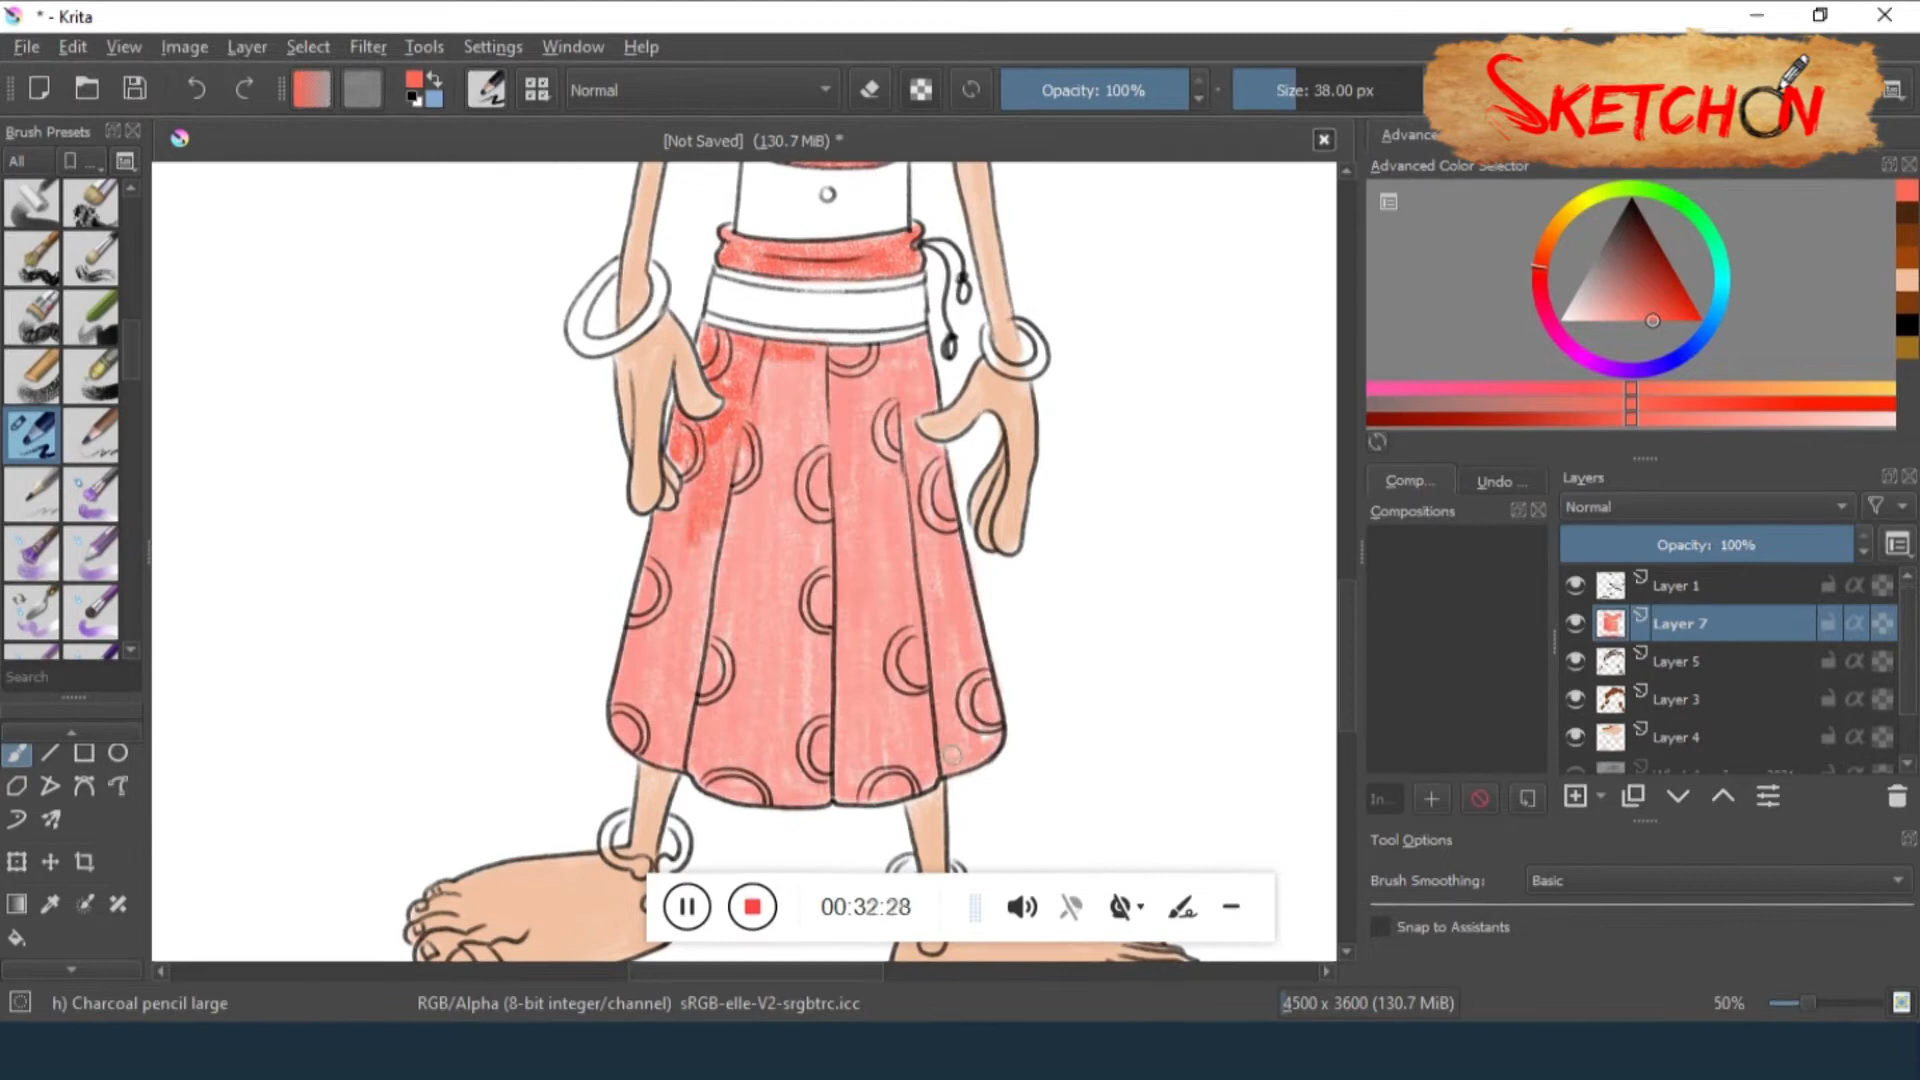 * - Krita
File Edit View Image Layer Select Filter Tools Settings Window Help
Normal
Opacity: 100%
Size: 38.00 px
SKETCHON
Brush Presets
[Not Saved] (130.7 MiB) *
Advanced Color Selector
All
Search
Comp... Undo ...
Compositions
Layers
Normal
Opacity: 100%
Layer 1
Layer 7
Layer 5
Layer 3
Layer 4
In...
Tool Options
Brush Smoothing: Basic
Snap to Assistants
00:32:28
h) Charcoal pencil large
RGB/Alpha (8-bit integer/channel) sRGB-elle-V2-srgbtrc.icc
4500 x 3600 (130.7 MiB)
50%